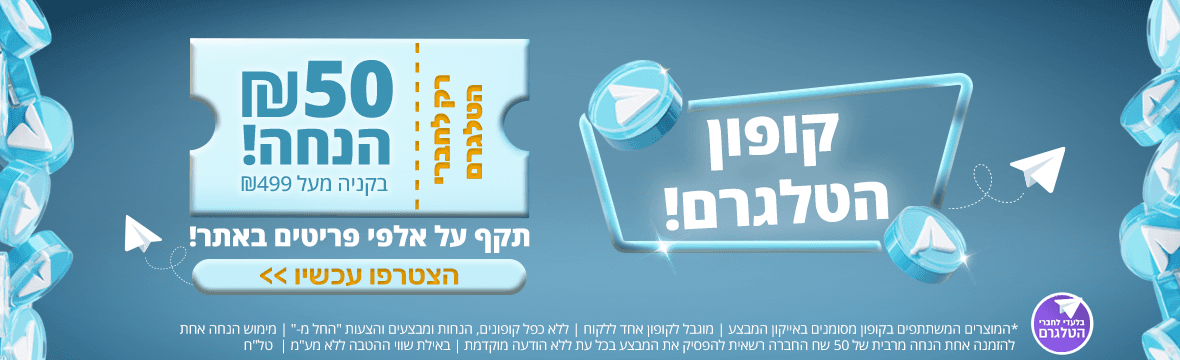 קופון
הטלגרם!
₪50
הנחה!
בקניה מעל ₪499
רק לחברי
הטלגרם
תקף על אלפי פריטים באתר!
הצטרפו עכשיו >>
בלעדי לחברי
הטלגרם
*המוצרים המשתתפים בקופון מסומנים באייקון המבצע | מוגבל לקופון אחד ללקוח | ללא כפל קופונים, הנחות ומבצעים והצעות "החל מ-" | מימוש הנחה אחת
להזמנה אחת הנחה מרבית של 50 שח החברה רשאית להפסיק את המבצע בכל עת ללא הודעה מוקדמת | באילת שווי ההטבה ללא מע"מ | טל"ח